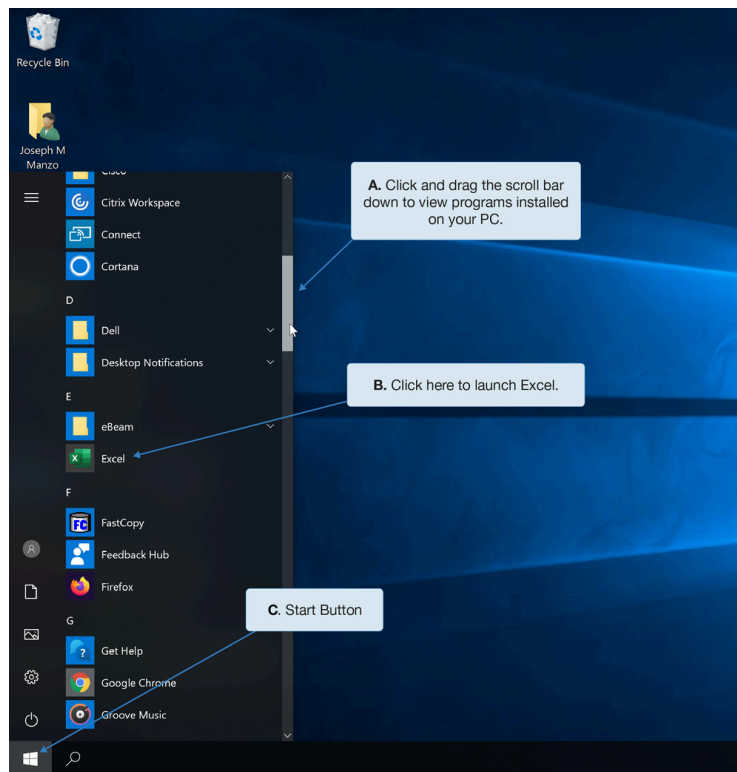 Recycle Bin
Joseph M
Manzo
Cisco
Citrix Workspace
Connect
Cortana
D
Dell
Desktop Notifications
E
eBeam
Excel
F
FC
FastCopy
Feedback Hub
Firefox
G
Get Help
Google Chrome
Groove Music
A. Click and drag the scroll bar
down to view programs installed
on your PC.
B. Click here to launch Excel.
C. Start Button